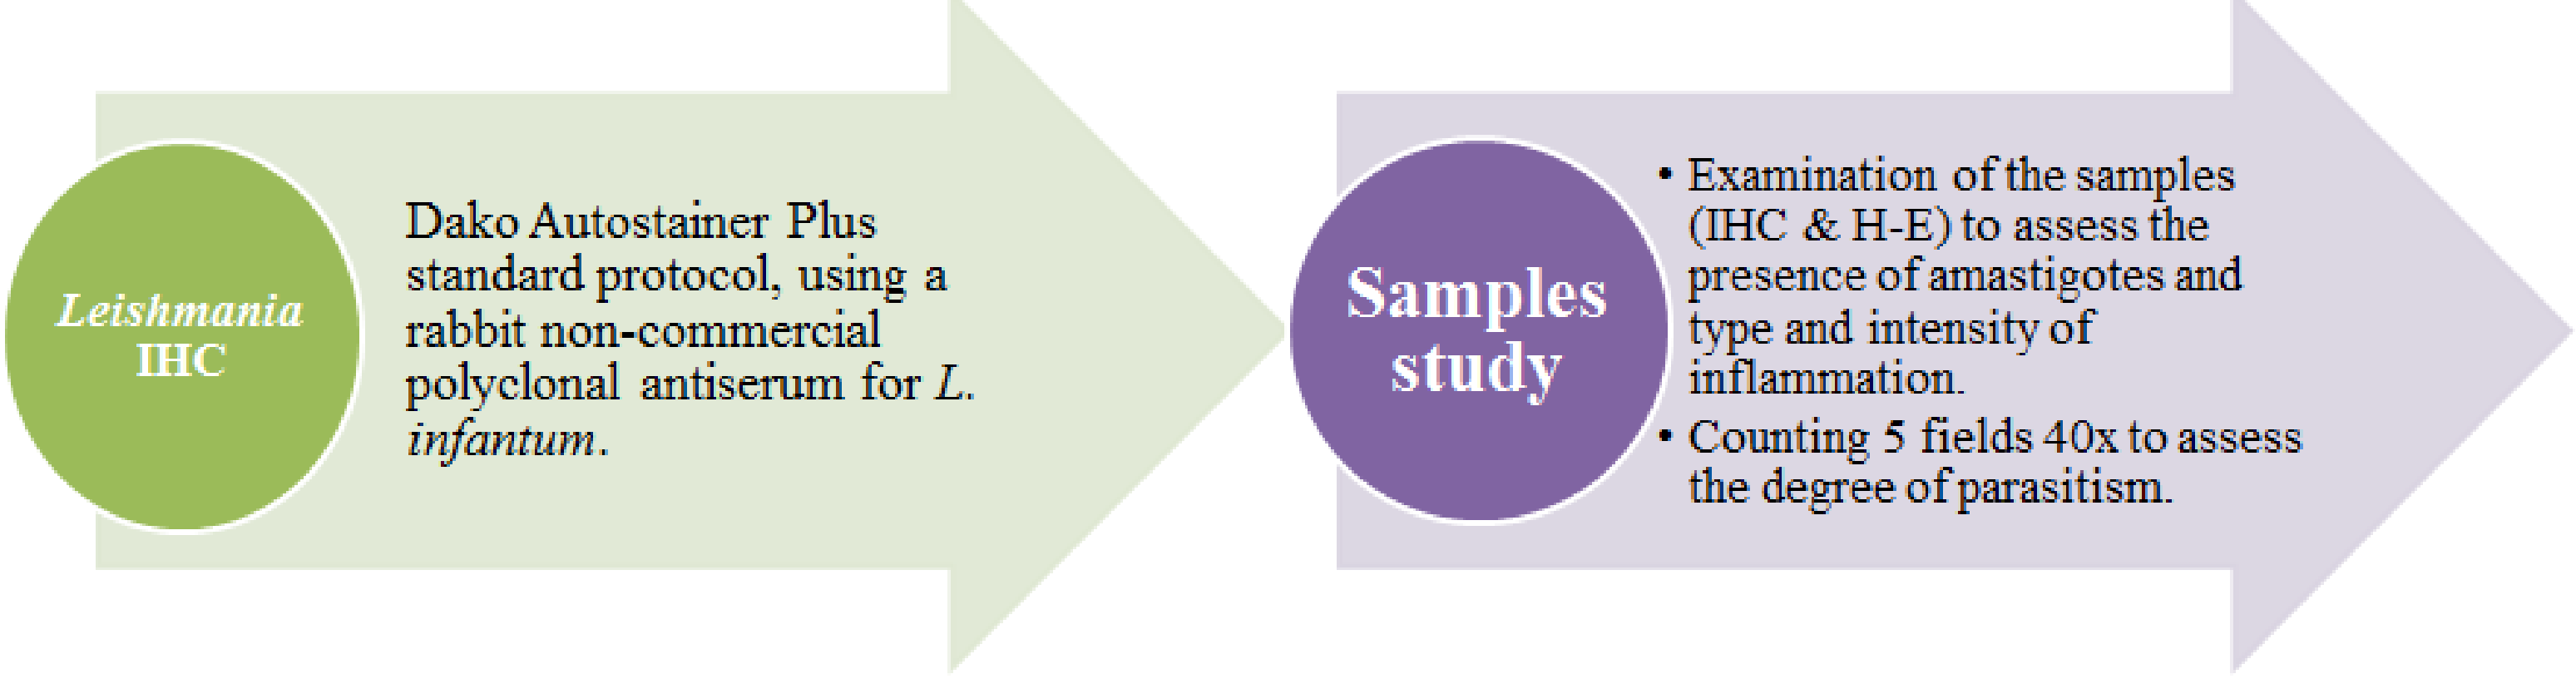 Leishmania
IHC
Dako Autostainer Plus
standard protocol, using a
rabbit non-commercial
polyclonal antiserum for L.
infantum.
Samples
study
• Examination of the samples
(IHC & H-E) to assess the
presence of amastigotes and
type and intensity of
inflammation.
• Counting 5 fields 40x to assess
the degree of parasitism.